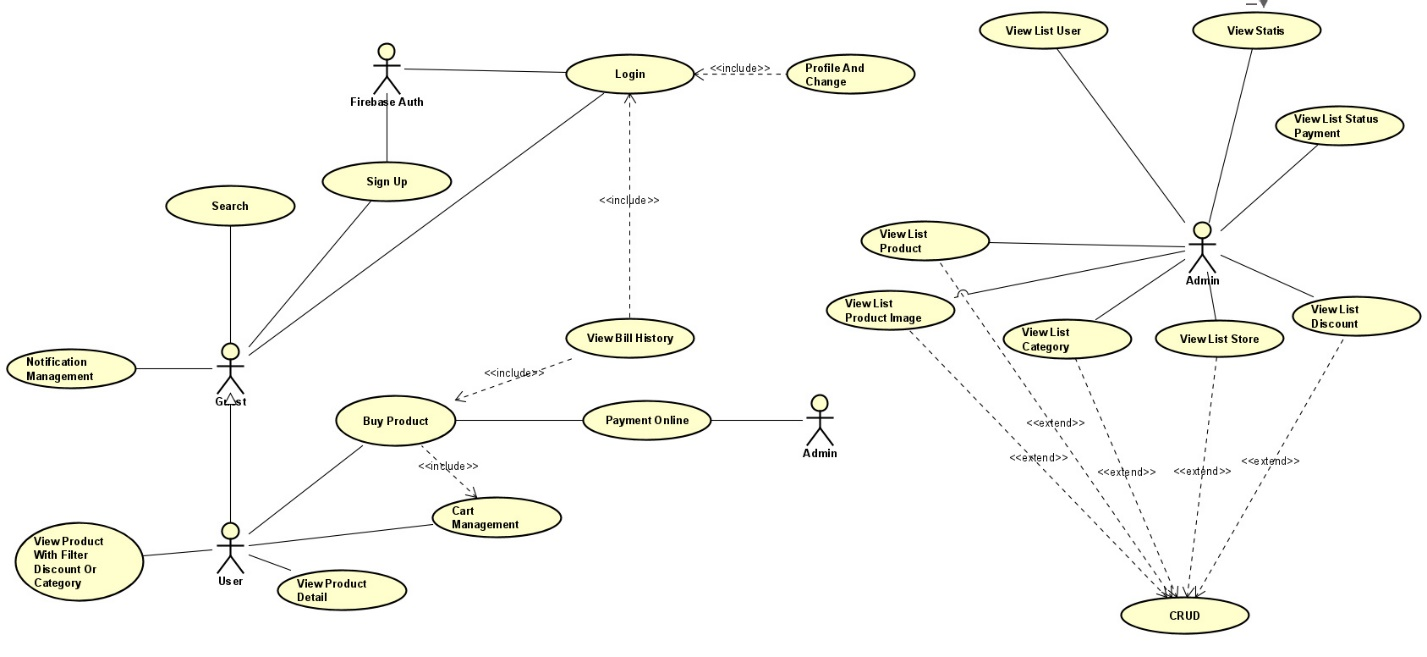 View List User
View Statis
Login
<<include>>
Profile And
Change
Firebase Auth
View List Status
Payment
Sign Up
Search
<<include>>
View List
Product
Admin
View List
Product Image
View List
Category
View List Store
View List
Discount
View Bill History
Notification
Management
Guest
<<include>>
Buy Product
Payment Online
Admin
<<extend>>
<<extend>>
<<extend>>
<<extend>>
<<extend>>
<<include>>
Cart
Management
View Product
With Filter
Discount Or
Category
User
View Product
Detail
CRUD